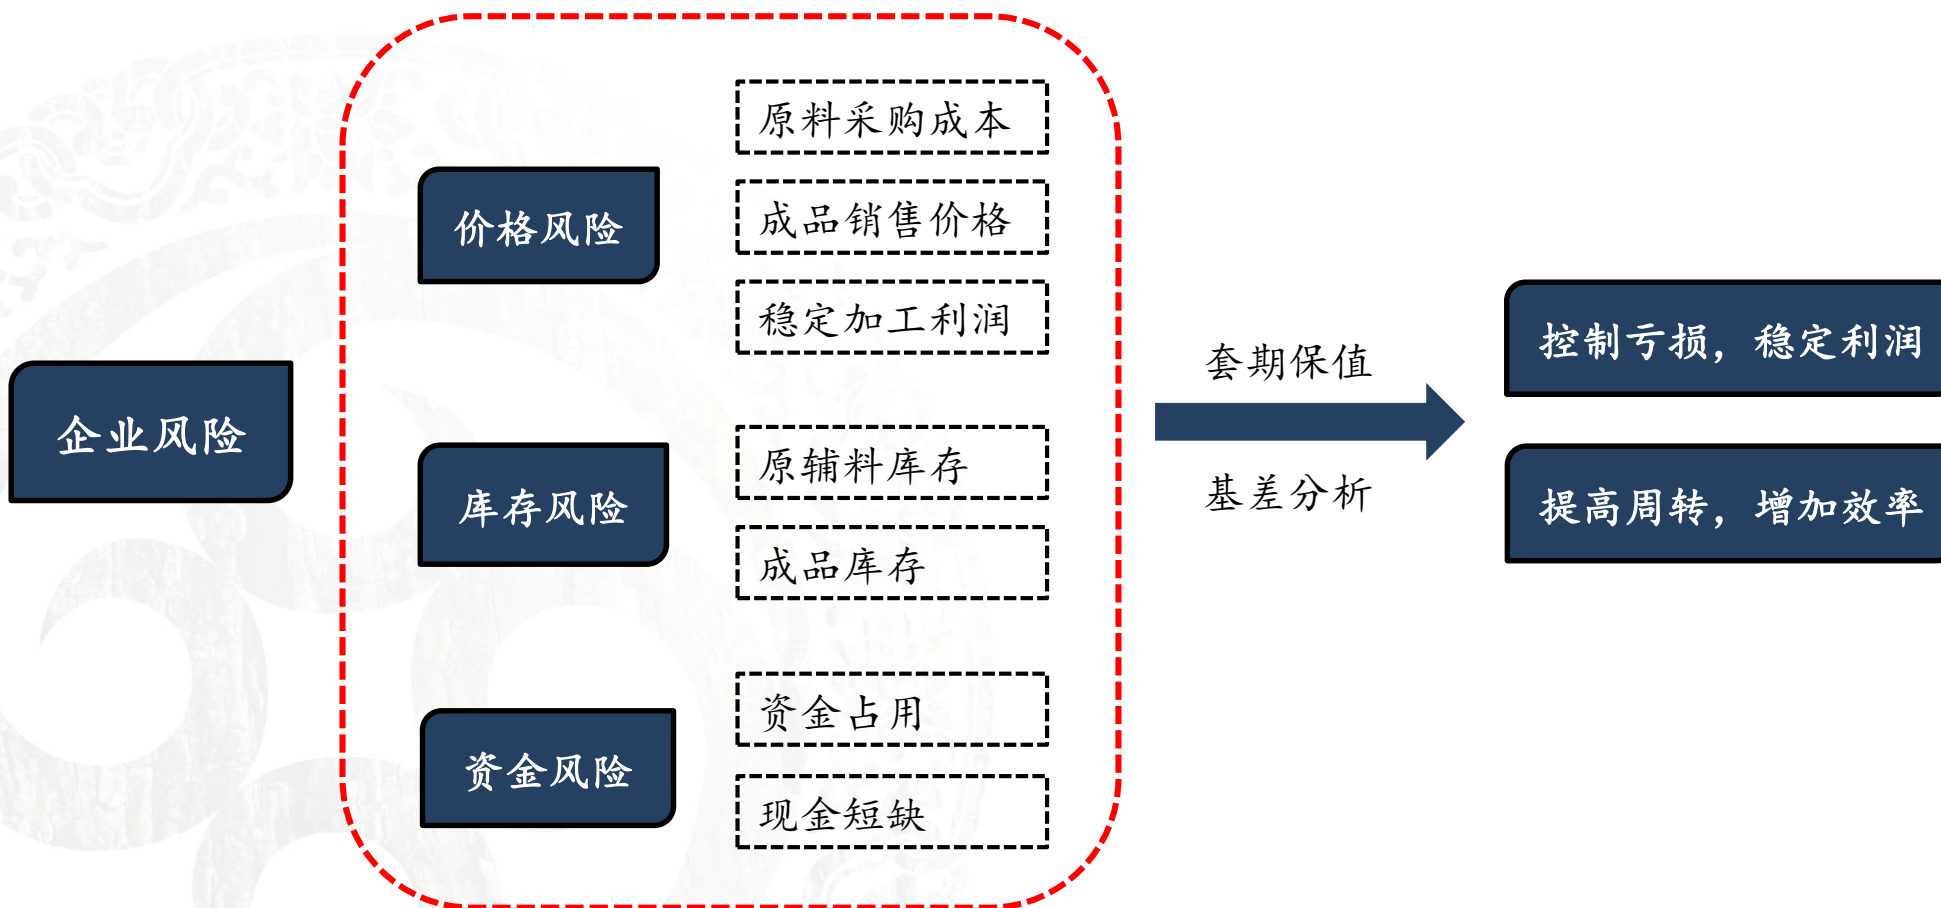 企业风险
价格风险
原料采购成本
成品销售价格
稳定加工利润
库存风险
原辅料库存
成品库存
资金风险
资金占用
现金短缺
套期保值
基差分析
控制亏损，稳定利润
提高周转，增加效率